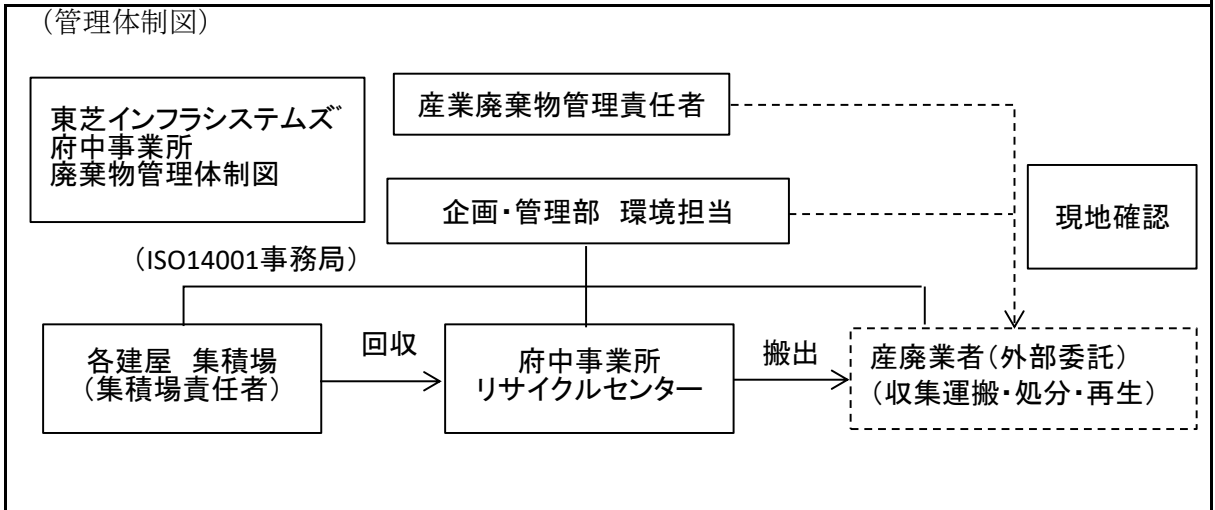 （管理体制図）
東芝インフラシステムズ
府中事業所
廃棄物管理体制図
産業廃棄物管理責任者
企画・管理部　環境担当
現地確認
（ISO14001事務局）
各建屋　集積場
（集積場責任者）
回収
府中事業所
リサイクルセンター
搬出
産廃業者（外部委託）
（収集運搬・処分・再生）